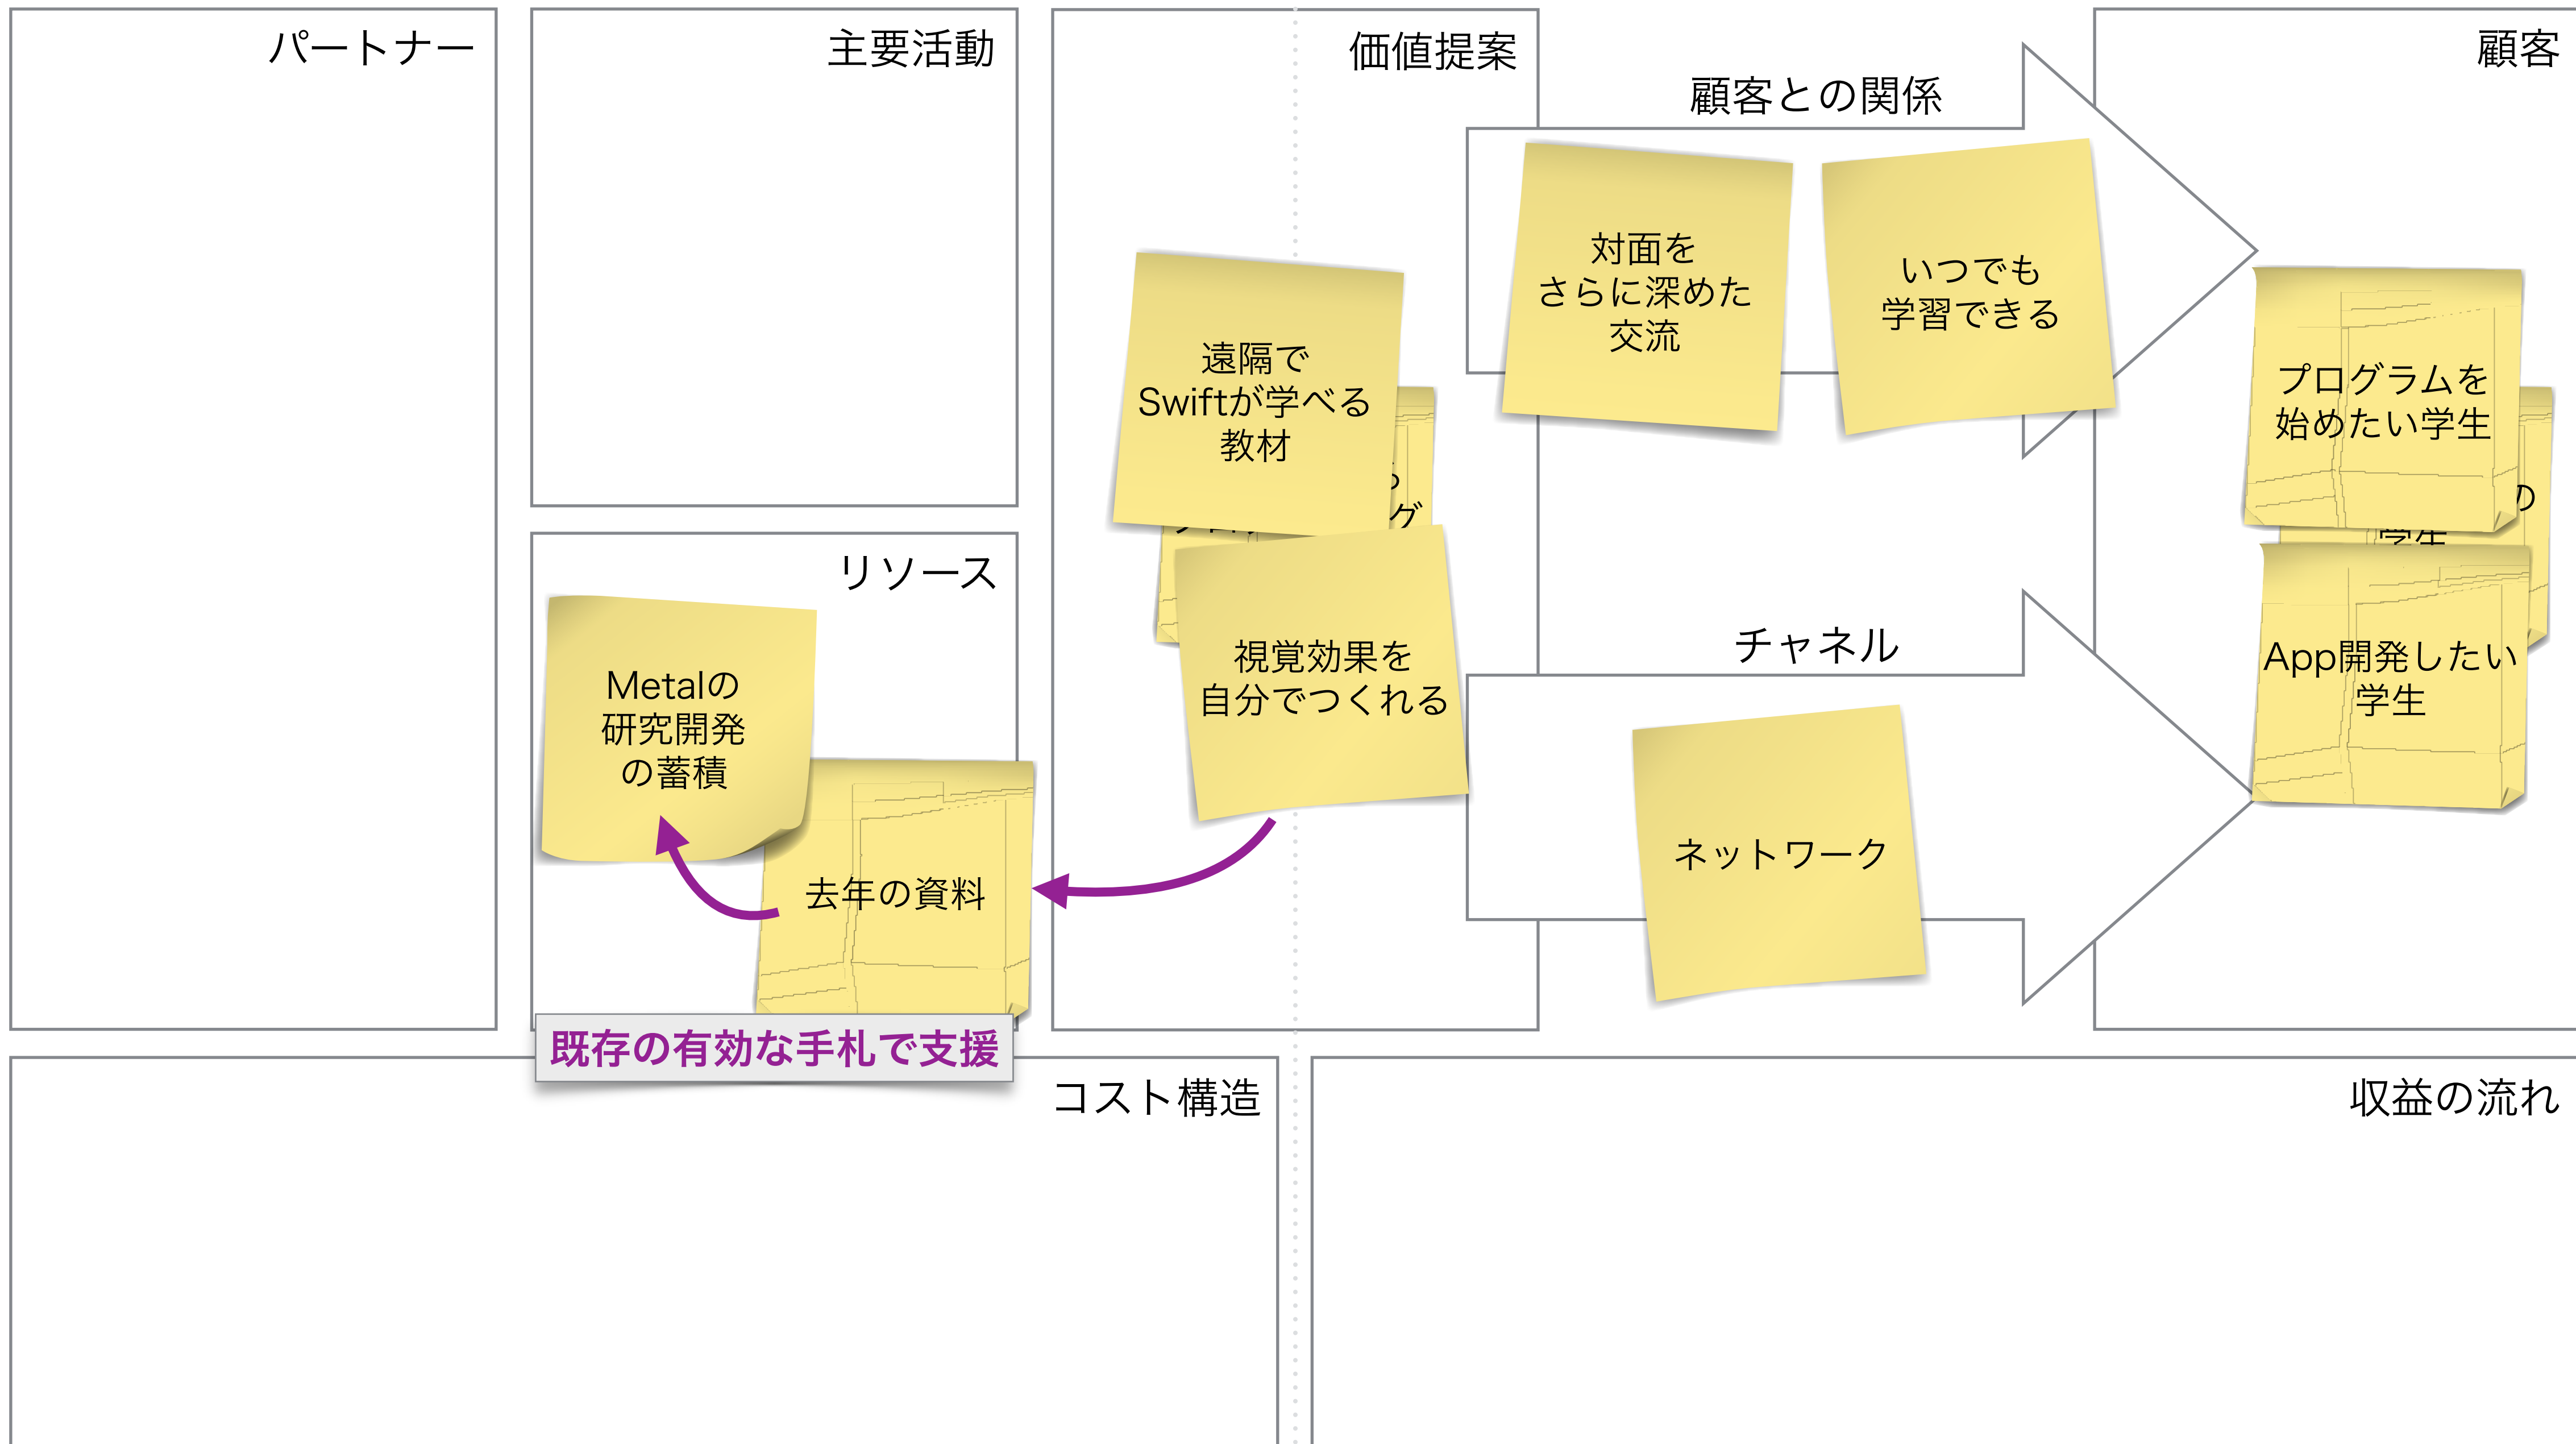 パートナー
主要活動
価値提案
顧客との関係
顧客
対面を
さらに深めた
交流
いつでも
学習できる
遠隔で
Swiftが学べる
教材
グ
プログラムを
始めたい学生
の
学生
リソース
Metalの
研究開発
の蓄積
去年の資料
視覚効果を
自分でつくれる
チャネル
ネットワーク
App開発したい
学生
既存の有効な手札で支援
コスト構造
収益の流れ